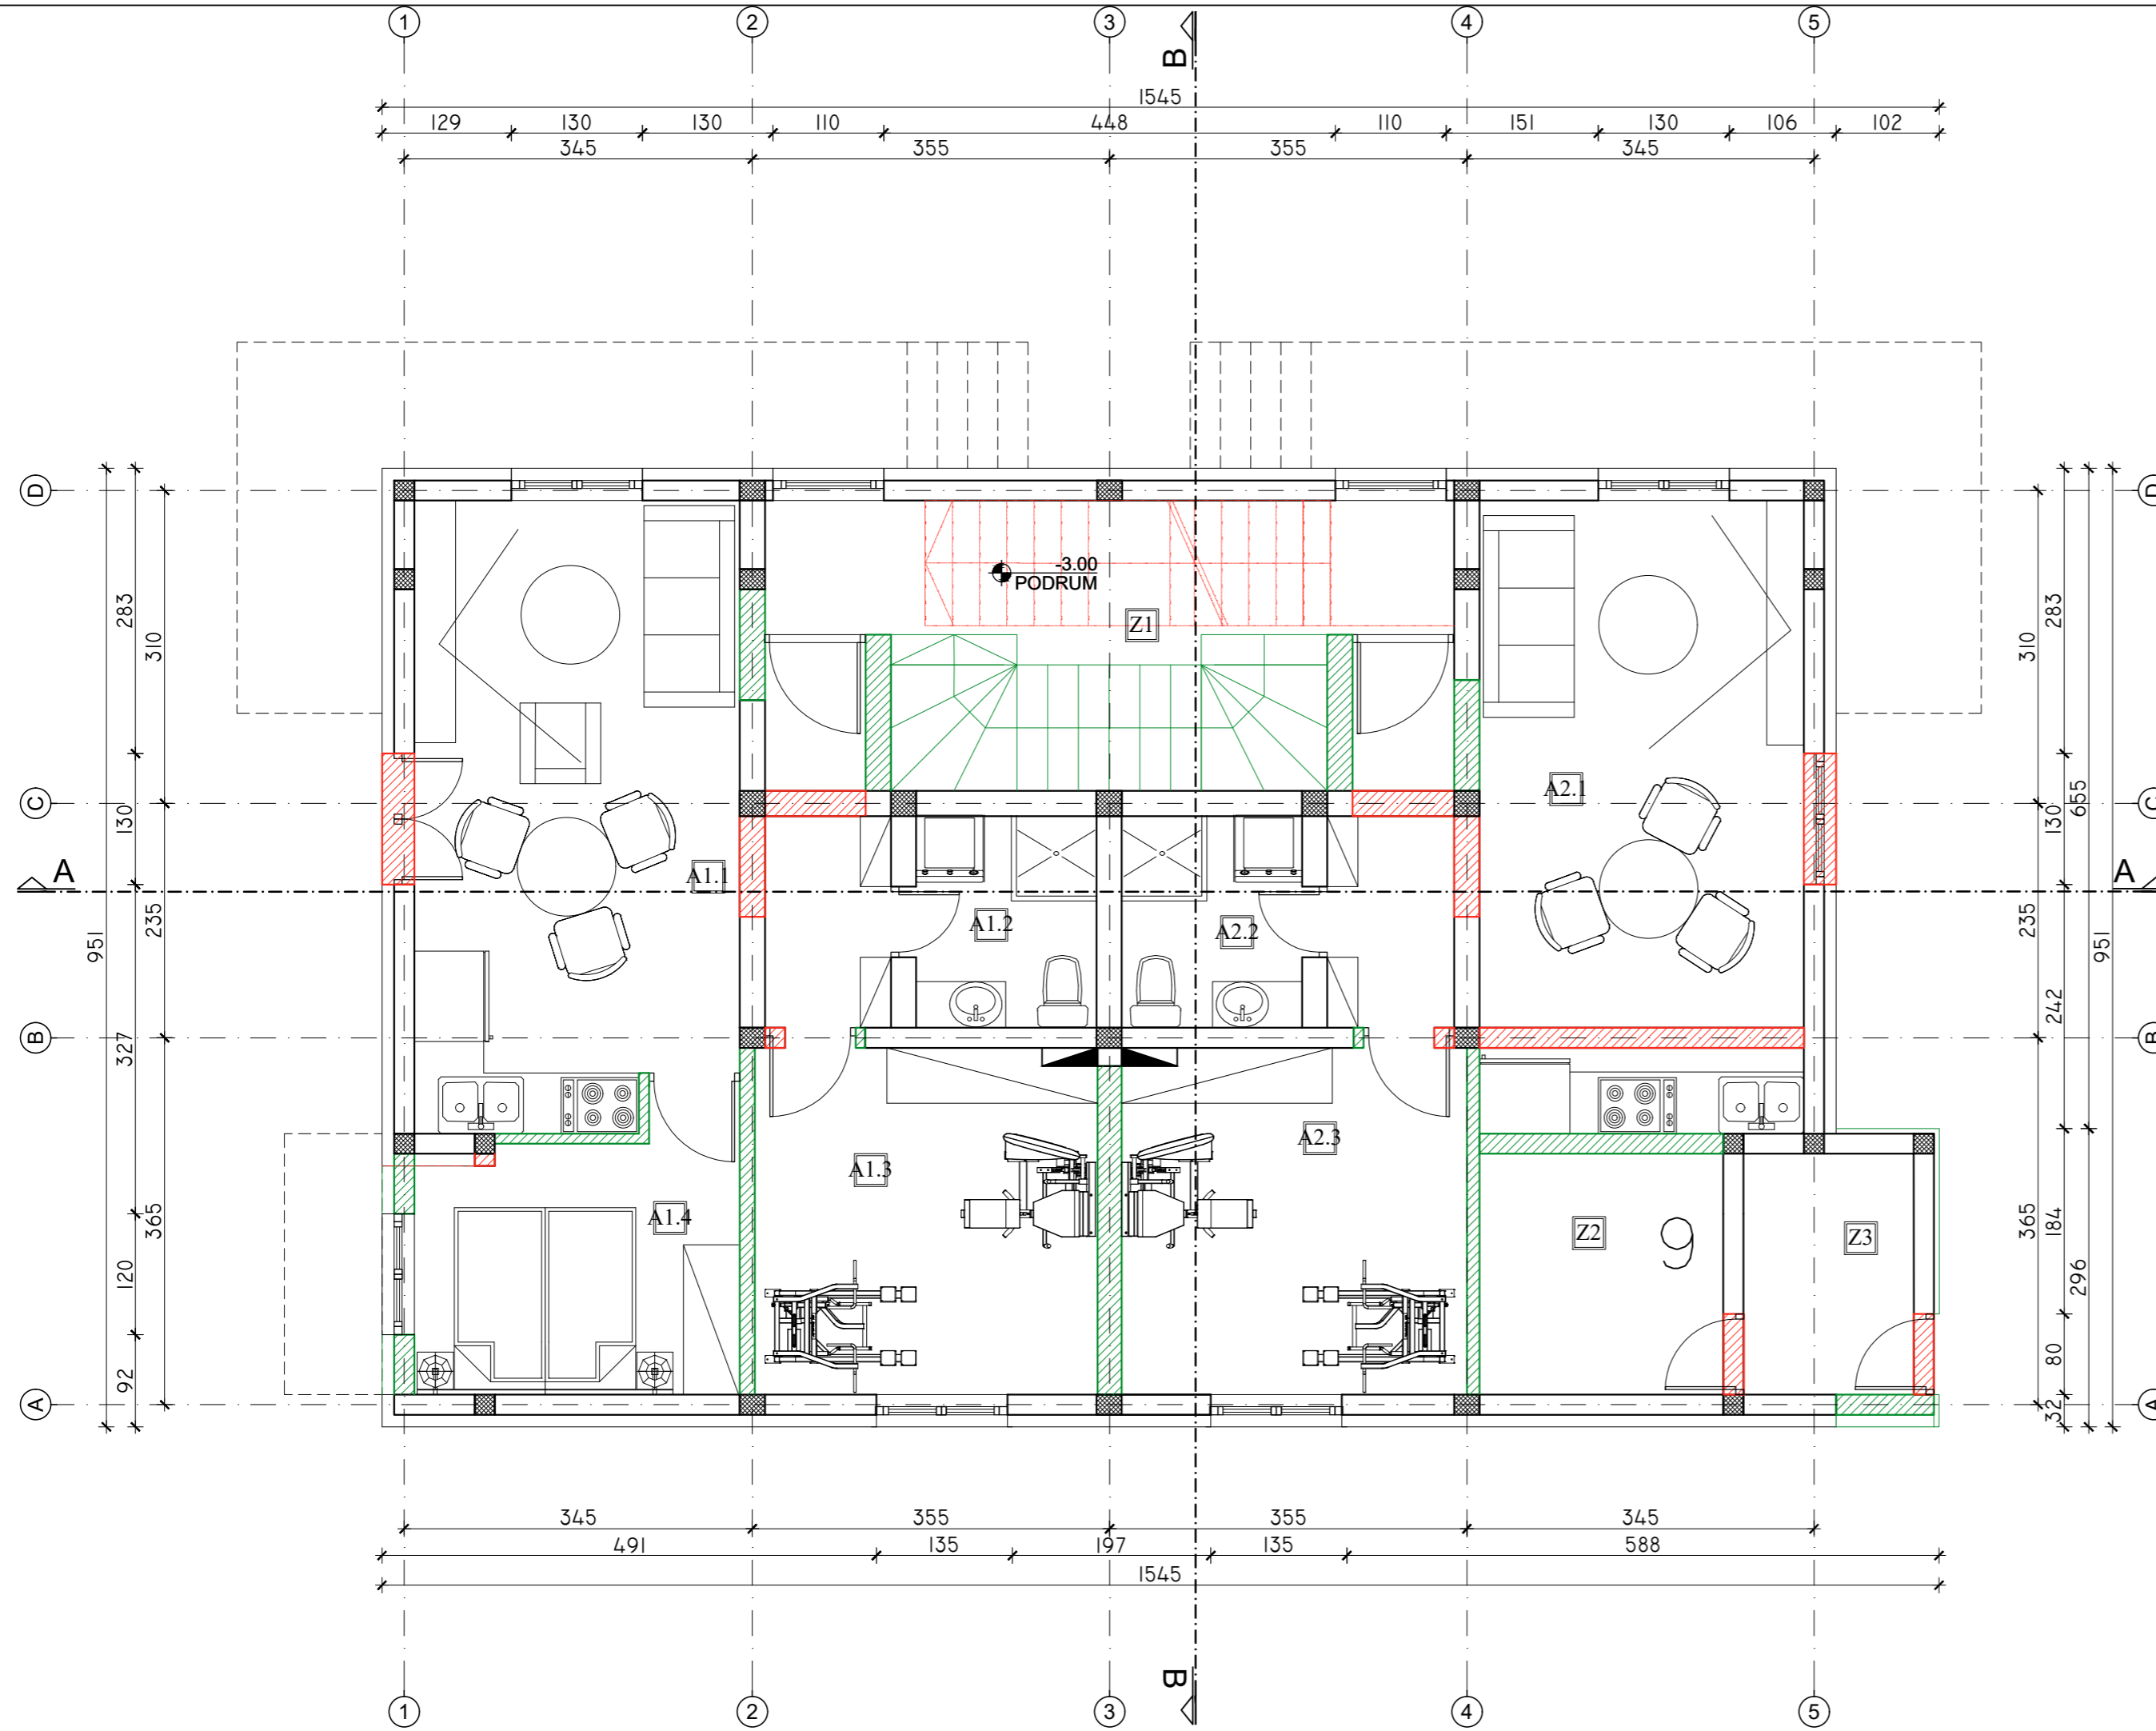 1 2 3 4 5
B
1545
129 130 130 110 448 110 151 130 106 102
345 355 355 345
D D
-3.00
PODRUM
Z1
283 310 310 283
C C
A2.1
130 130 655
A A1.1 A
A1.2 A2.2
951 235 235 951
327 242
B B
A2.3
A1.3
365 A1.4 365 184
Z2 9 Z3
120 296
92 80
A 32 A
345 355 355 345
491 135 197 135 588
1545
B
1 2 3 4 5